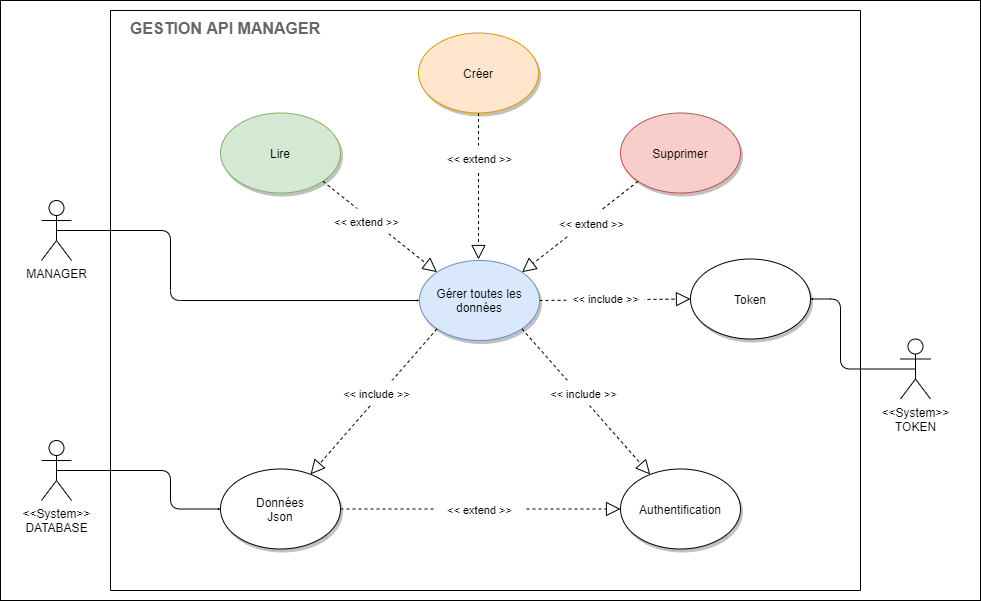 GESTION API MANAGER
Créer
Lire
Supprimer
<< extend >>
<< extend >>
<< extend >>
MANAGER
Gérer toutes les
données
<< include >>
Token
<< include >>
<< include >>
<<System>>
TOKEN
Données
Json
<< extend >>
Authentification
<<System>>
DATABASE